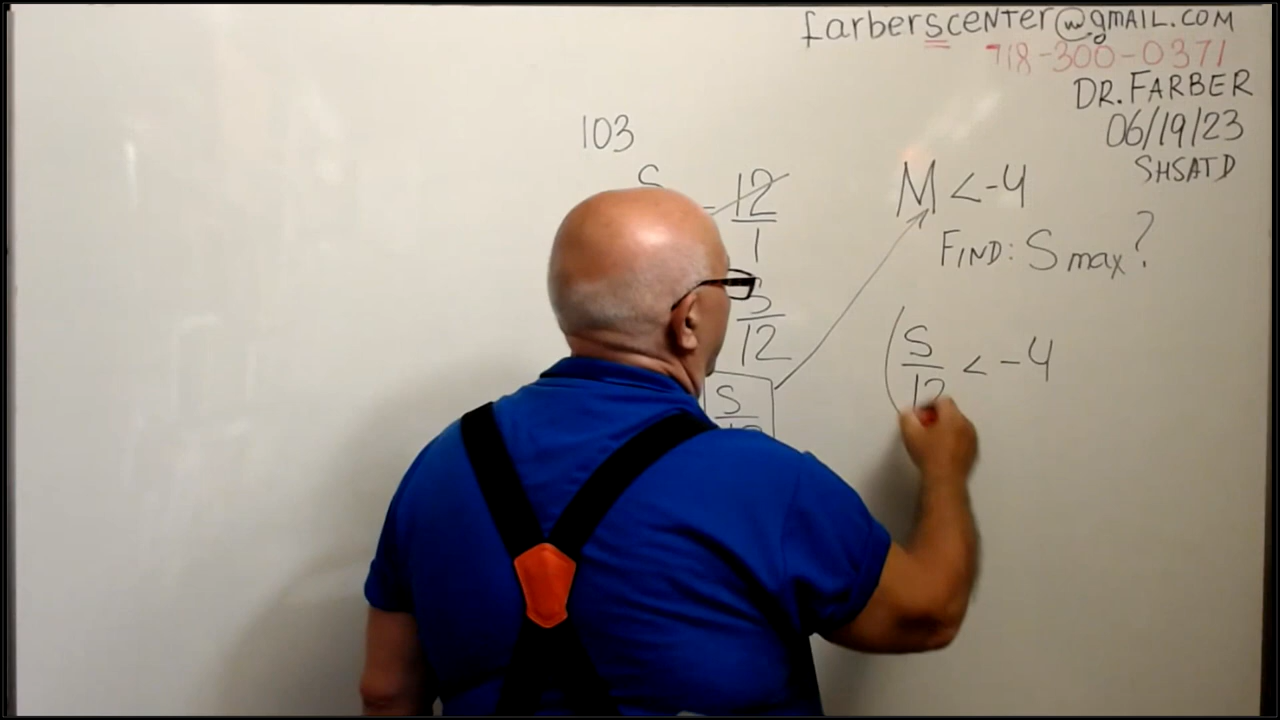 farberscenter@gmail.com
718-300-0371
DR. FARBER
06/19/23
SHSAT D
103
S
12
1
M < -4
FIND: S max?
S
12
S
12 < -4
S